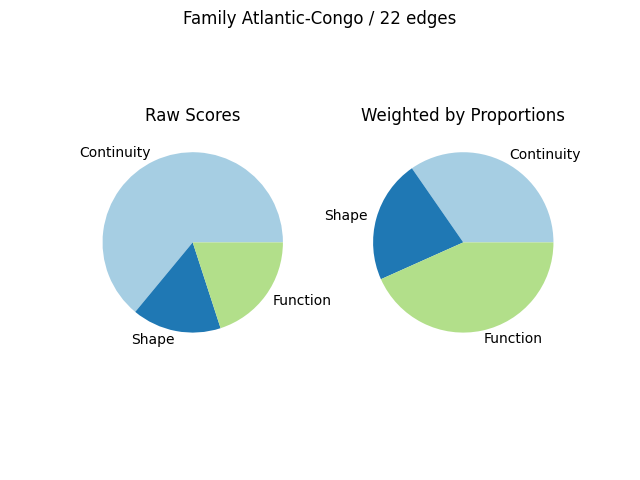 Family Atlantic-Congo / 22 edges
Raw Scores
Continuity
Shape
Function
Weighted by Proportions
Continuity
Shape
Function